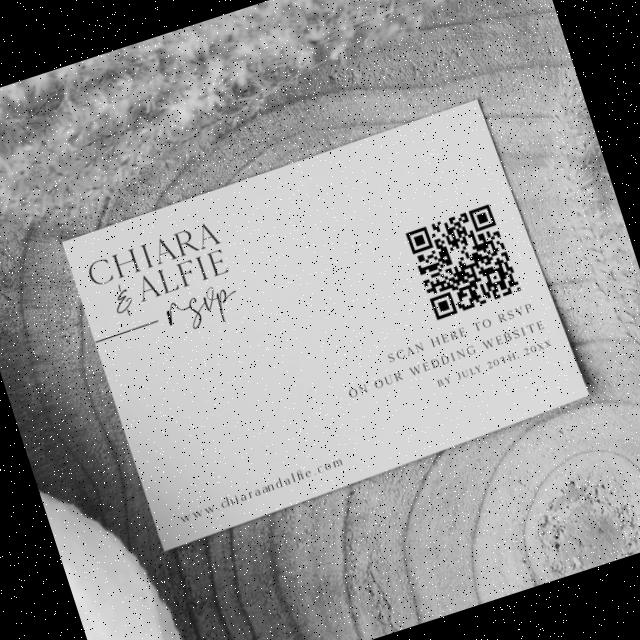 CHIARA
& ALFIE
rsvp
SCAN HERE TO RSVP
ON OUR WEDDING WEBSITE
BY JULY 20TH, 20XX
www.chiaraandalfie.com